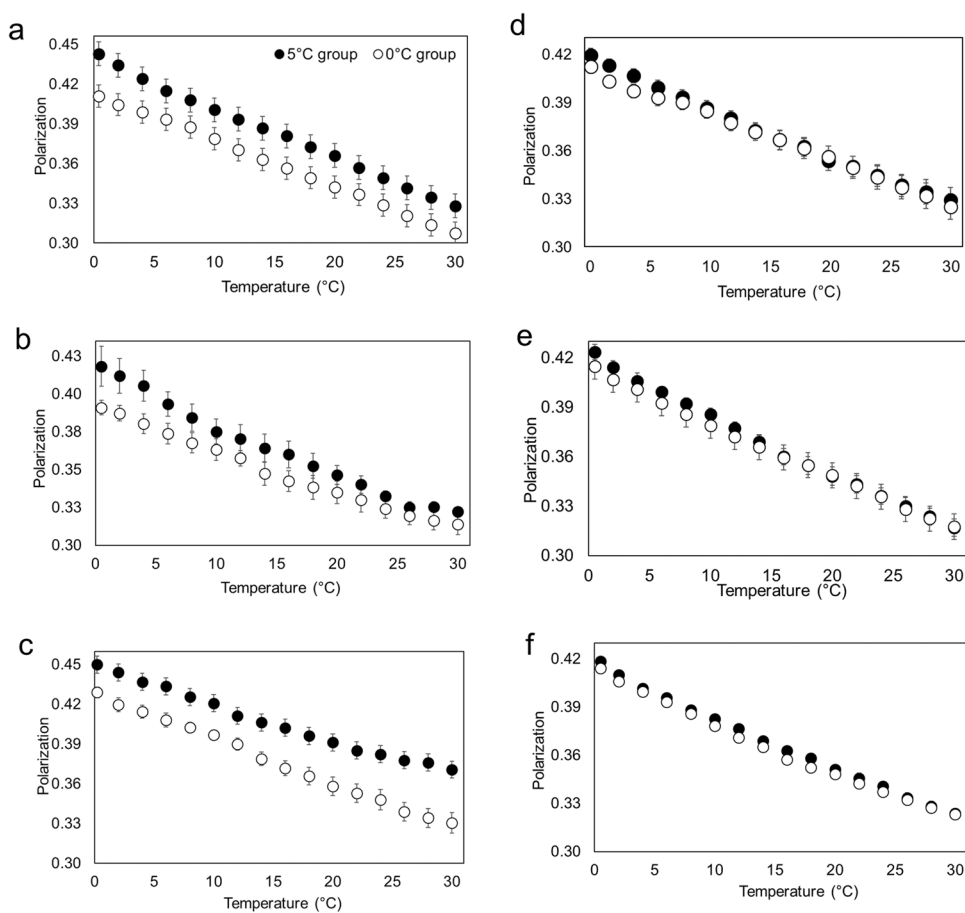 a
0.45
0.42
0.39
0.36
0.33
0.30
Polarization
5°C group 0°C group
0 5 10 15 20 25 30
Temperature (°C)
b
0.43
0.40
0.38
0.35
0.33
0.30
Polarization
0 5 10 15 20 25 30
Temperature (°C)
c
0.45
0.42
0.39
0.36
0.33
0.30
Polarization
0 5 10 15 20 25 30
Temperature (°C)
d
0.42
0.39
0.36
0.33
0.30
Polarization
0 5 10 15 20 25 30
Temperature (°C)
e
0.42
0.39
0.36
0.33
0.30
Polarization
0 5 10 15 20 25 30
Temperature (°C)
f
0.42
0.39
0.36
0.33
0.30
Polarization
0 5 10 15 20 25 30
Temperature (°C)